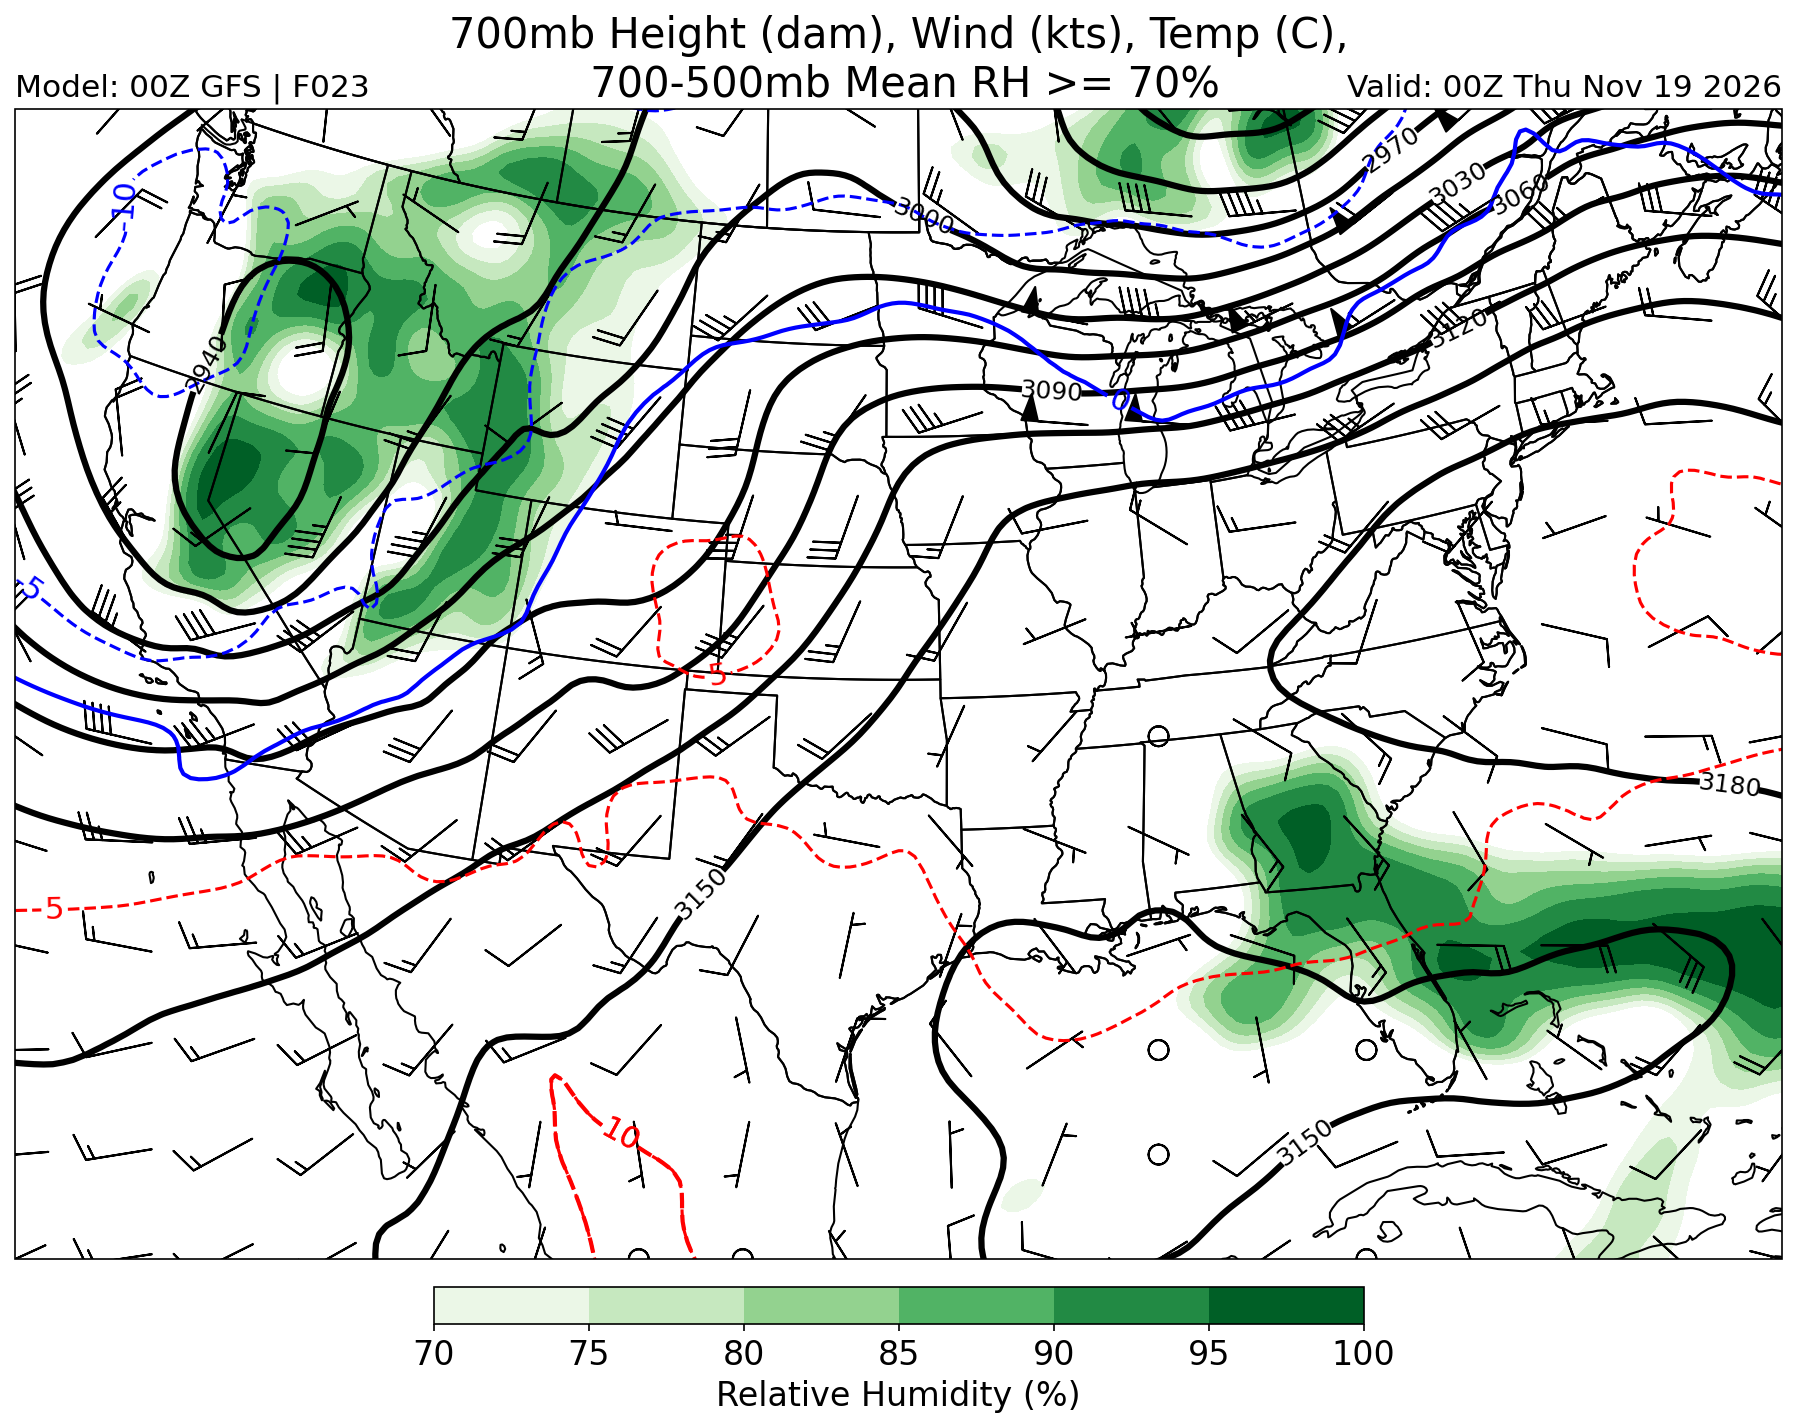 700mb Height (dam), Wind (kts), Temp (C),
Model: 00Z GFS | F023
700-500mb Mean RH >= 70%
Valid: 00Z Thu Nov 19 2026
2970
3030
3060
3000
-10
2940
3120
3090
0
-5
5
3180
5
3150
10
3150
70 75 80 85 90 95 100
Relative Humidity (%)